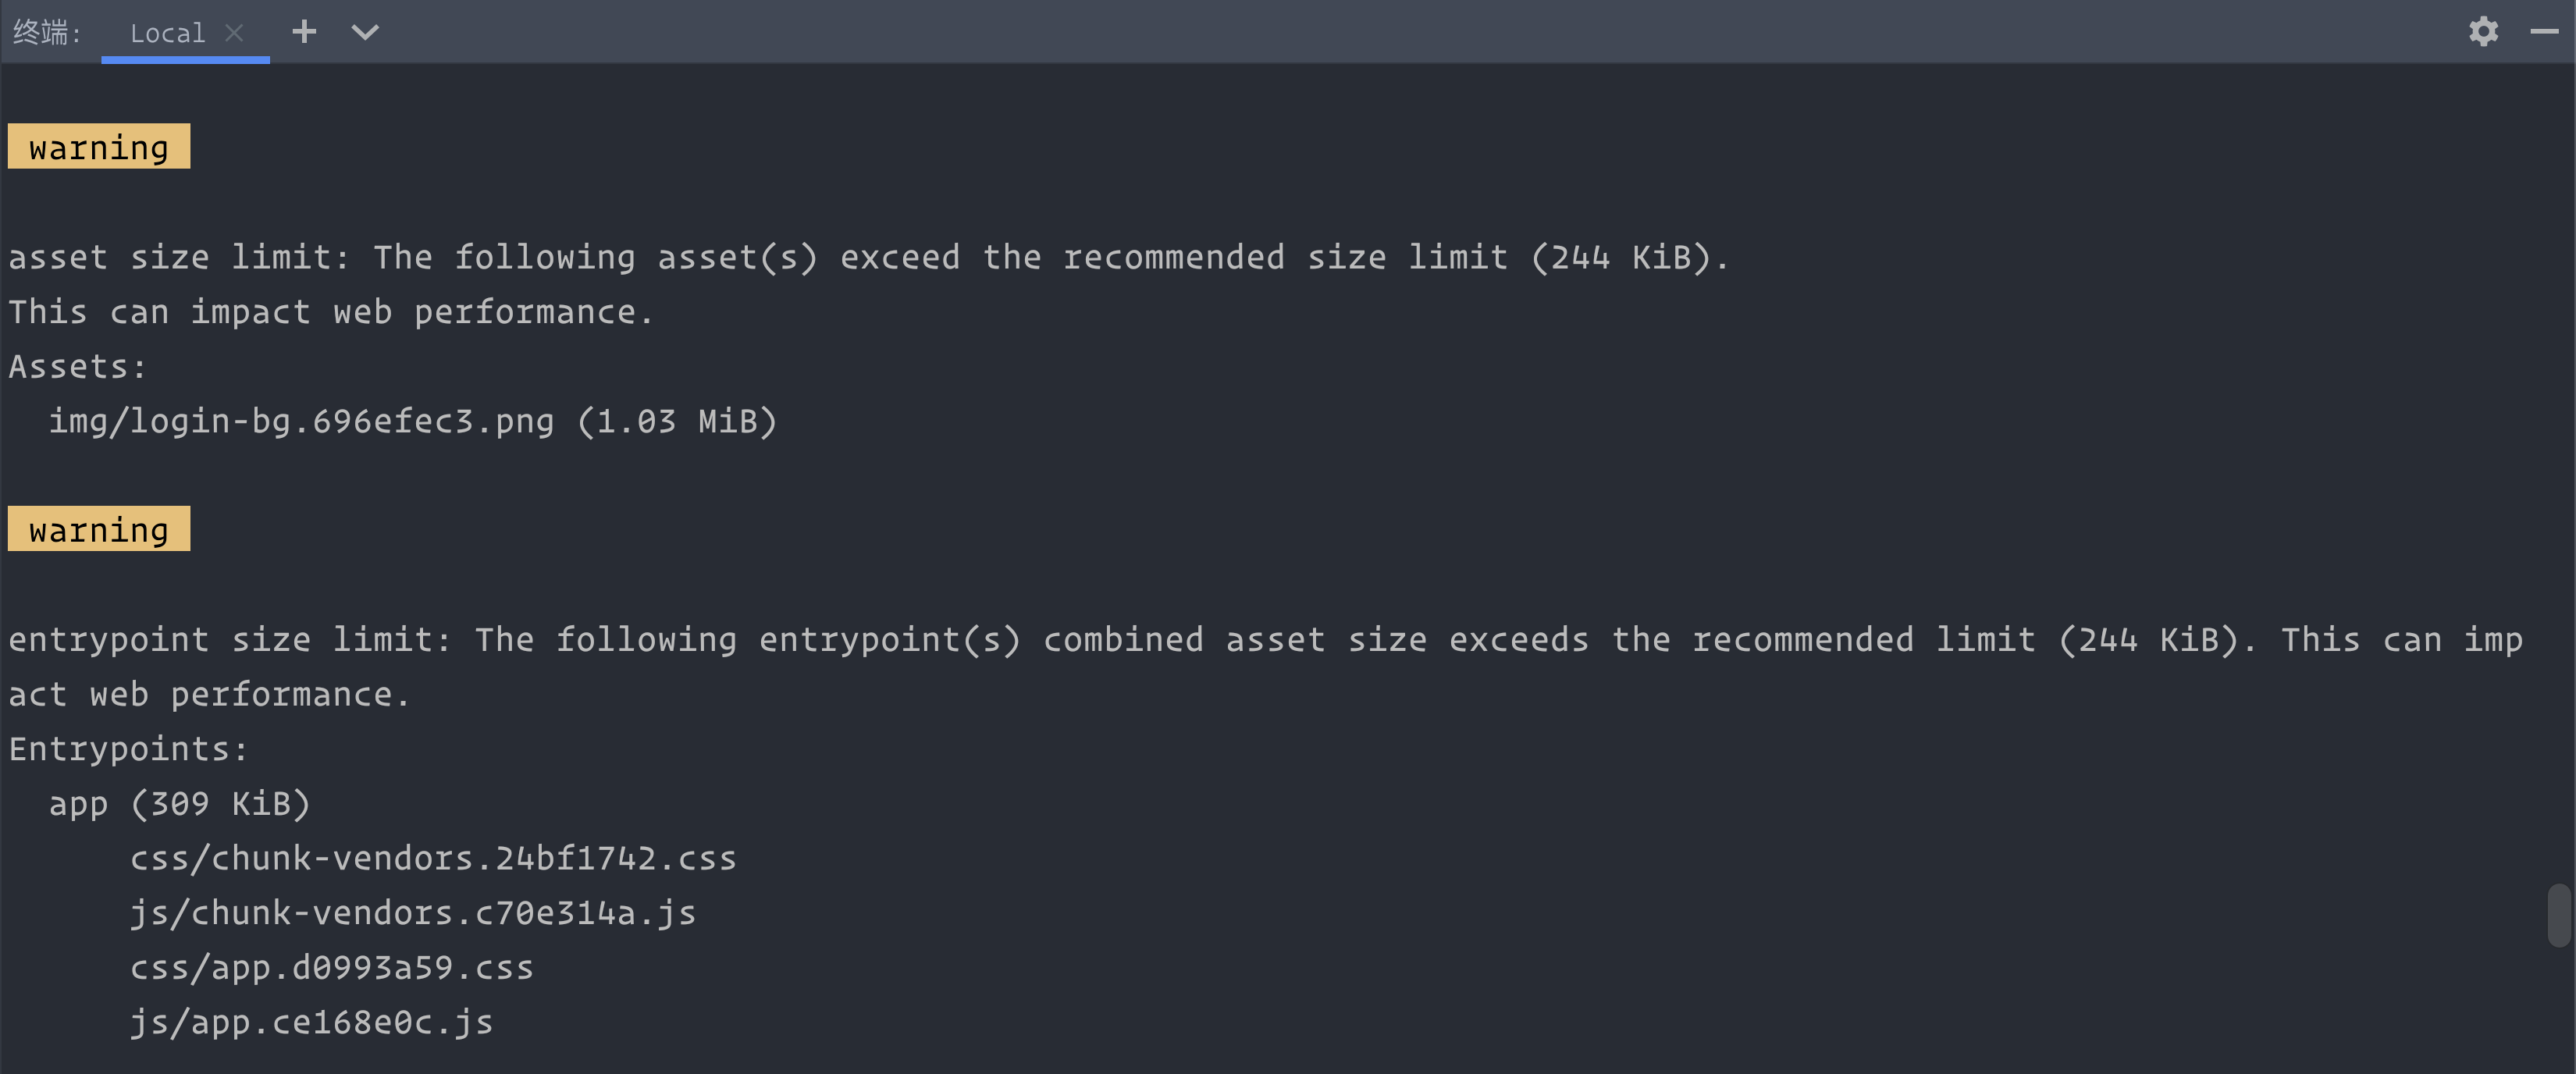 终端: Local
warning
asset size limit: The following asset(s) exceed the recommended size limit (244 KiB).
This can impact web performance.
Assets:
img/login-bg.696efec3.png (1.03 MiB)
warning
entrypoint size limit: The following entrypoint(s) combined asset size exceeds the recommended limit (244 KiB). This can imp
act web performance.
Entrypoints:
app (309 KiB)
css/chunk-vendors.24bf1742.css
js/chunk-vendors.c70e314a.js
css/app.d0993a59.css
js/app.ce168e0c.js